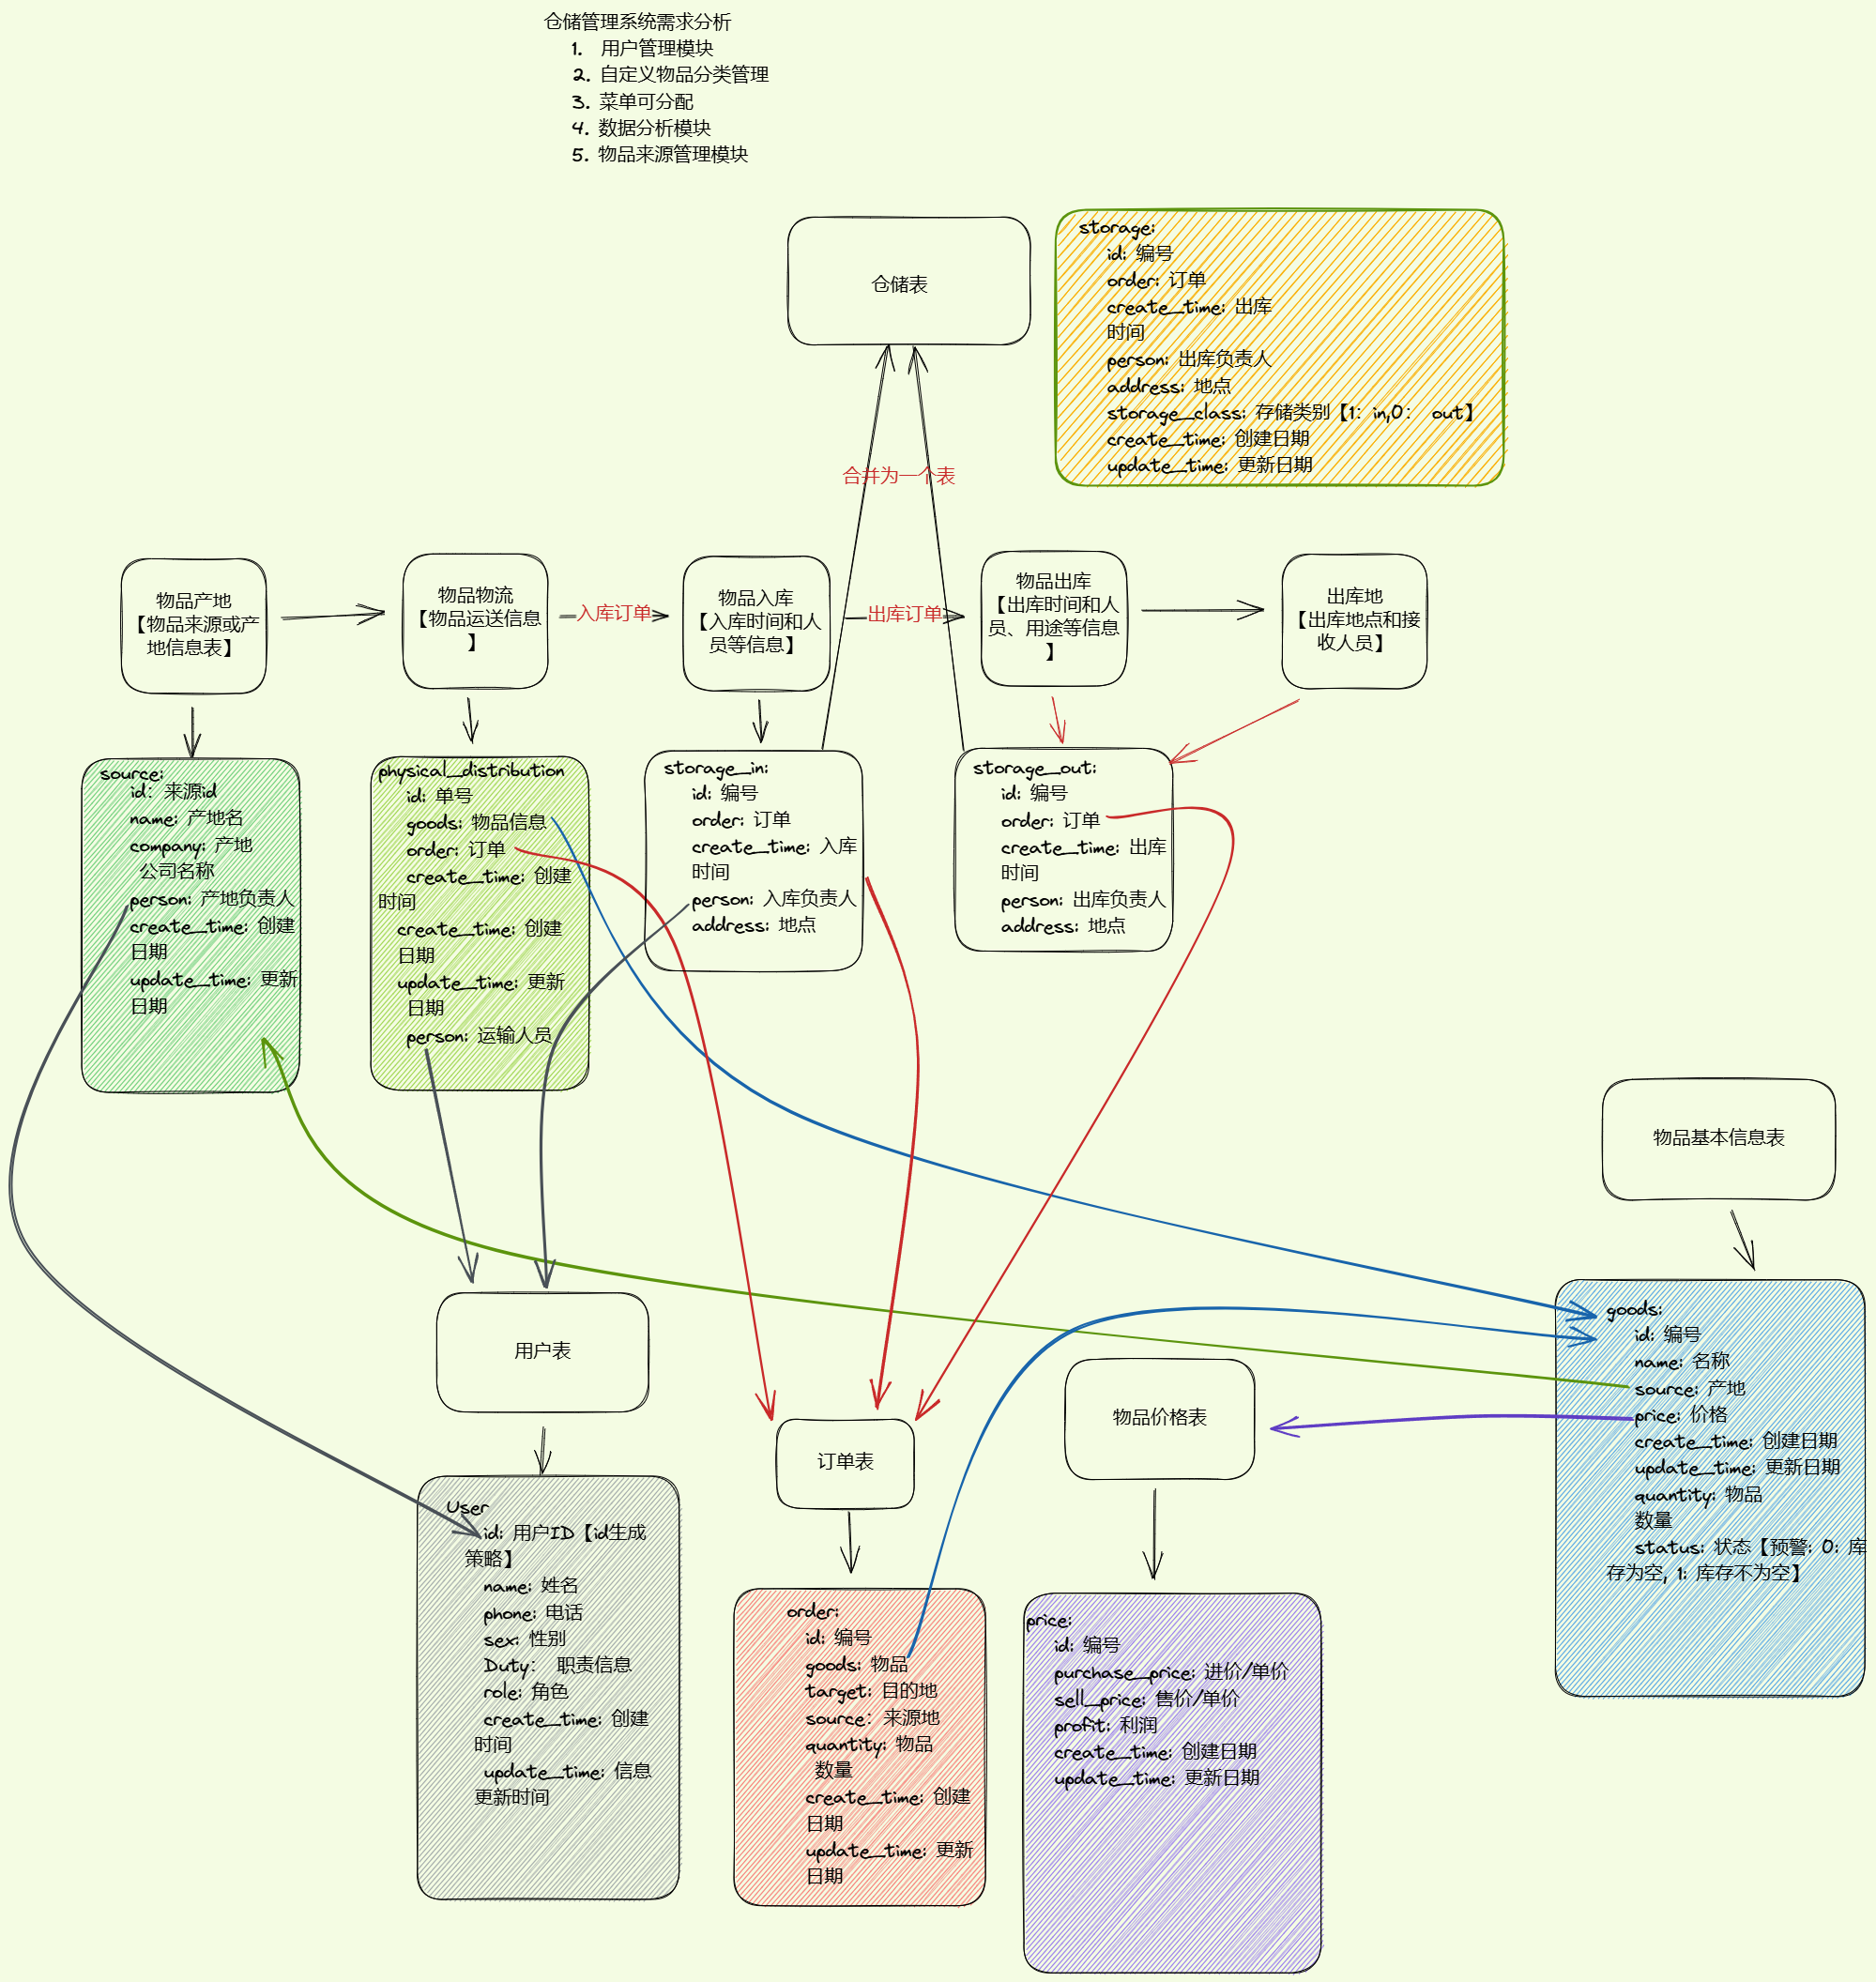 仓储管理系统需求分析
1. 用户管理模块
2. 自定义物品分类管理
3. 菜单可分配
4. 数据分析模块
5. 物品来源管理模块
仓储表
storage:
id: 编号
order: 订单
create_time: 出库
时间
person: 出库负责人
address: 地点
storage_class: 存储类别【1: in,0: out】
create_time: 创建日期
update_time: 更新日期
合并为一个表
物品产地
【物品来源或产
地信息表】
物品物流
【物品运送信息
】
入库订单
物品入库
【入库时间和人
员等信息】
出库订单
物品出库
【出库时间和人
员、用途等信息
】
出库地
【出库地点和接
收人员】
source:
id: 来源id
name: 产地名
company: 产地
公司名称
person: 产地负责人
create_time: 创建
日期
update_time: 更新
日期
physical_distribution
id: 单号
goods: 物品信息
order: 订单
create_time: 创建
时间
create_time: 创建
日期
update_time: 更新
日期
person: 运输人员
storage_in:
id: 编号
order: 订单
create_time: 入库
时间
person: 入库负责人
address: 地点
storage_out:
id: 编号
order: 订单
create_time: 出库
时间
person: 出库负责人
address: 地点
物品基本信息表
goods:
id: 编号
name: 名称
source: 产地
price: 价格
create_time: 创建日期
update_time: 更新日期
quantity: 物品
数量
status: 状态【预警: 0: 库
存为空, 1: 库存不为空】
用户表
User
id: 用户ID【id生成
策略】
name: 姓名
phone: 电话
sex: 性别
Duty: 职责信息
role: 角色
create_time: 创建
时间
update_time: 信息
更新时间
订单表
order:
id: 编号
goods: 物品
target: 目的地
source: 来源地
quantity: 物品
数量
create_time: 创建
日期
update_time: 更新
日期
物品价格表
price:
id: 编号
purchase_price: 进价/单价
sell_price: 售价/单价
profit: 利润
create_time: 创建日期
update_time: 更新日期